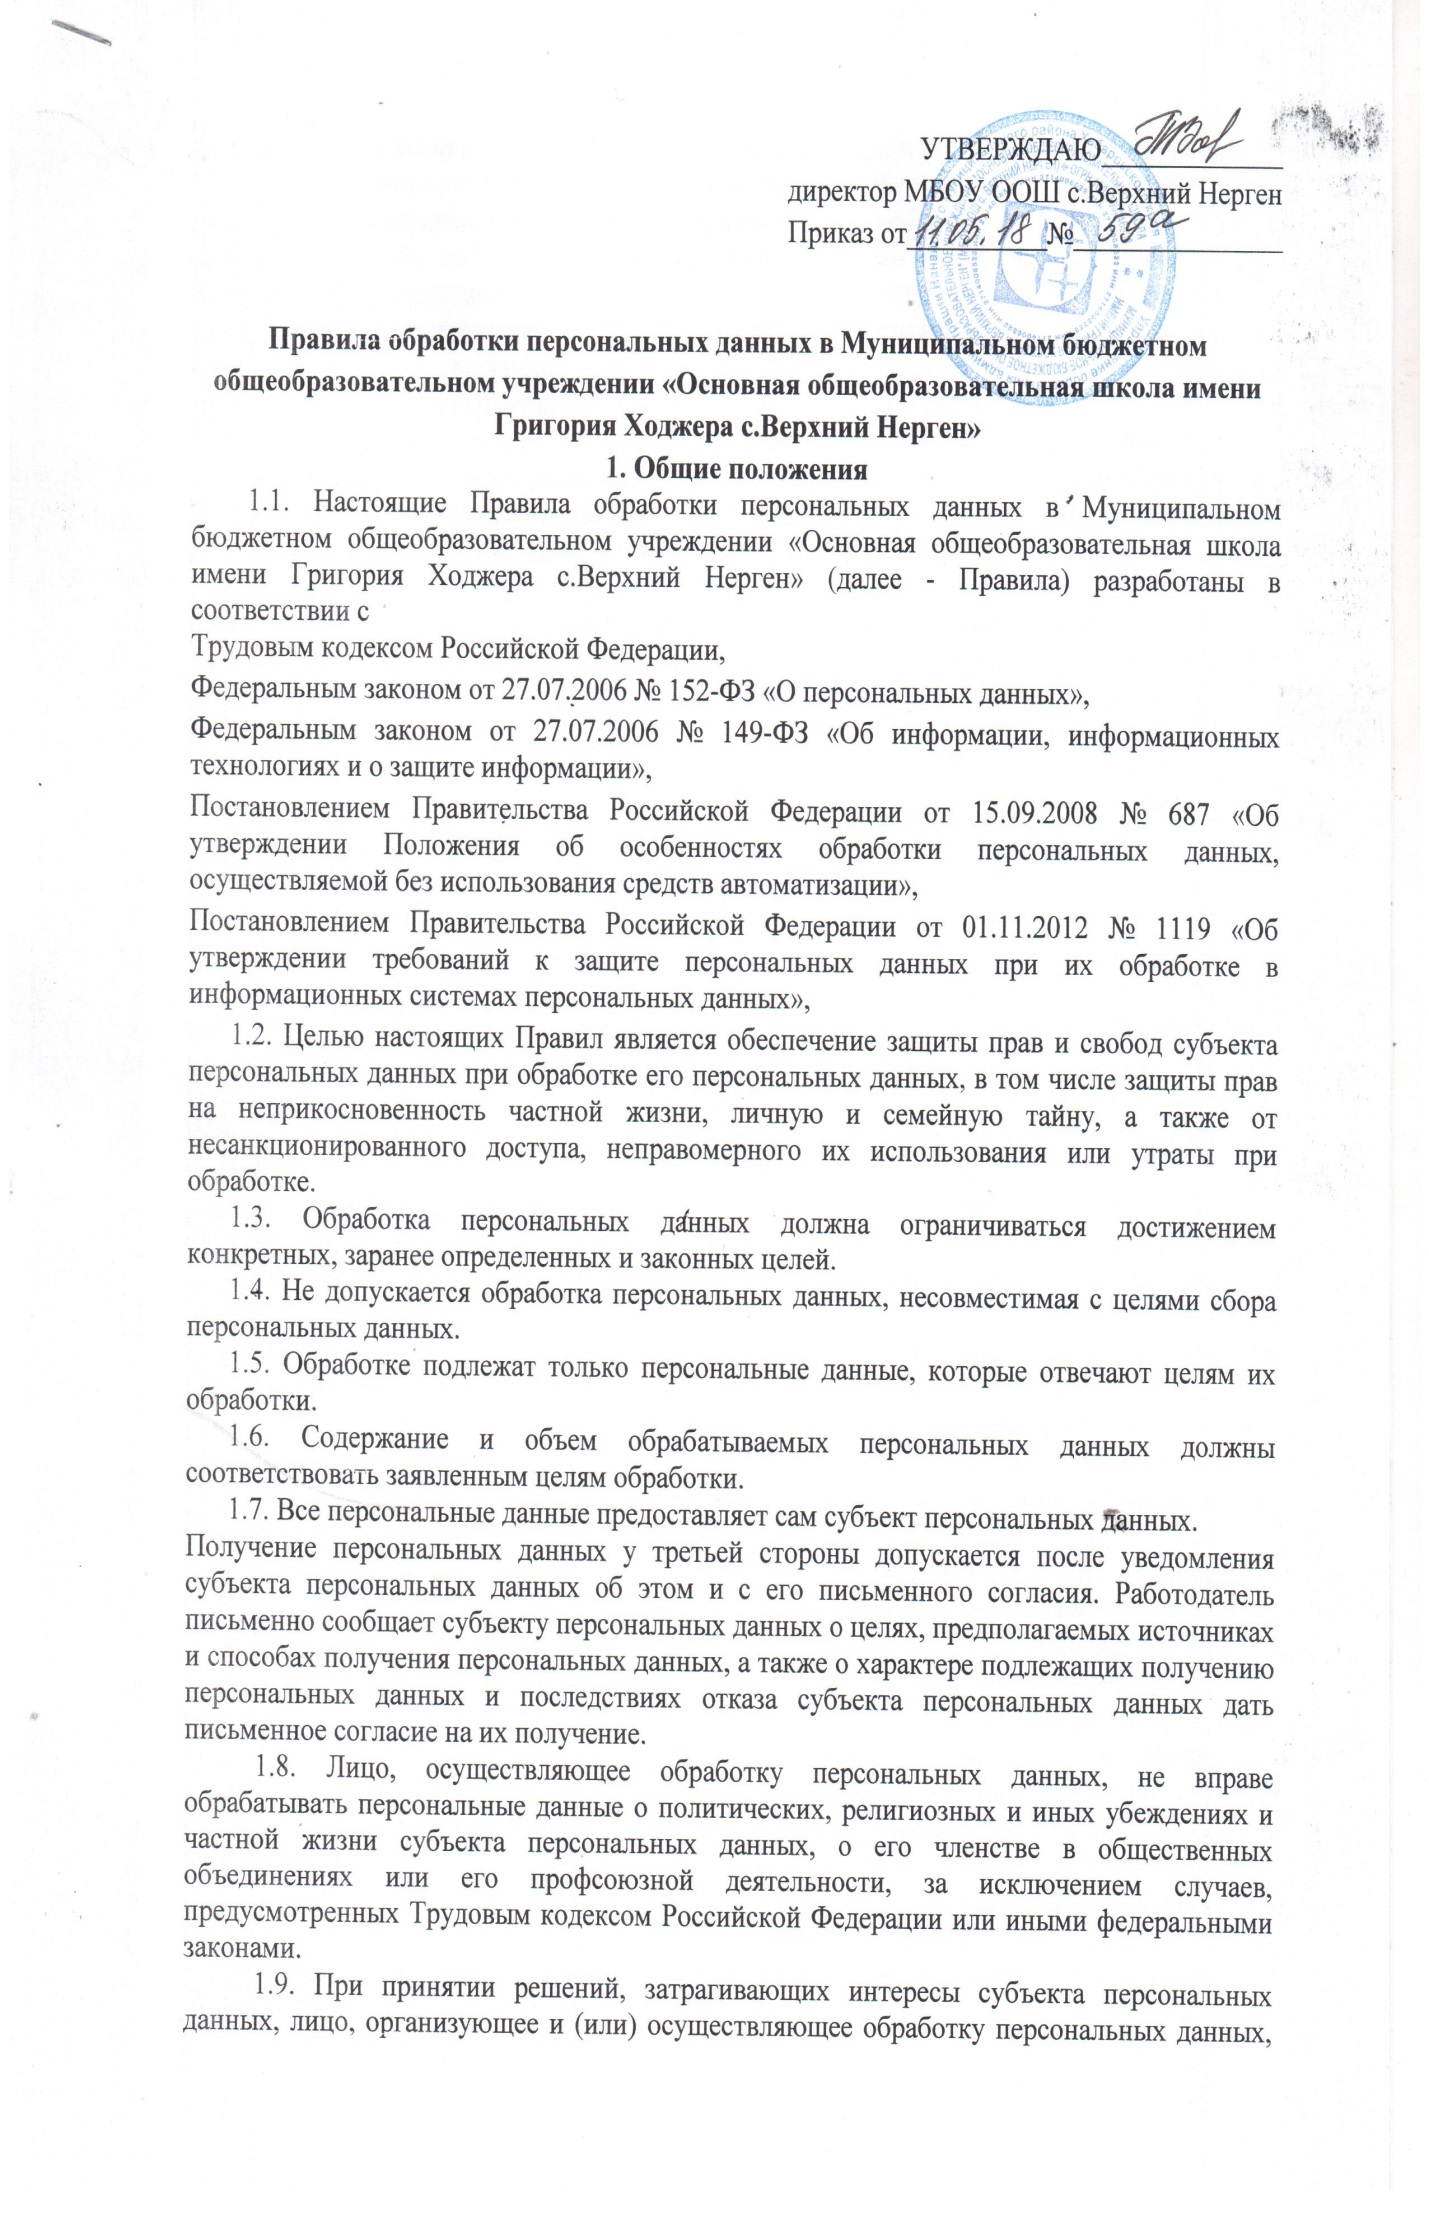 УТВЕРЖДАЮ
директор МБОУ ООШ с.Верхний Нерген
Приказ от 11.05.18 № 59а
Правила обработки персональных данных в Муниципальном бюджетном
общеобразовательном учреждении «Основная общеобразовательная школа имени
Григория Ходжера с.Верхний Нерген»
1. Общие положения
1.1. Настоящие Правила обработки персональных данных в Муниципальном
бюджетном общеобразовательном учреждении «Основная общеобразовательная школа
имени Григория Ходжера с.Верхний Нерген» (далее - Правила) разработаны в
соответствии с
Трудовым кодексом Российской Федерации,
Федеральным законом от 27.07.2006 № 152-ФЗ «О персональных данных»,
Федеральным законом от 27.07.2006 № 149-ФЗ «Об информации, информационных
технологиях и о защите информации»,
Постановлением Правительства Российской Федерации от 15.09.2008 № 687 «Об
утверждении Положения об особенностях обработки персональных данных,
осуществляемой без использования средств автоматизации»,
Постановлением Правительства Российской Федерации от 01.11.2012 № 1119 «Об
утверждении требований к защите персональных данных при их обработке в
информационных системах персональных данных»,
1.2. Целью настоящих Правил является обеспечение защиты прав и свобод субъекта
персональных данных при обработке его персональных данных, в том числе защиты прав
на неприкосновенность частной жизни, личную и семейную тайну, а также от
несанкционированного доступа, неправомерного их использования или утраты при
обработке.
1.3. Обработка персональных данных должна ограничиваться достижением
конкретных, заранее определенных и законных целей.
1.4. Не допускается обработка персональных данных, несовместимая с целями сбора
персональных данных.
1.5. Обработке подлежат только персональные данные, которые отвечают целям их
обработки.
1.6. Содержание и объем обрабатываемых персональных данных должны
соответствовать заявленным целям обработки.
1.7. Все персональные данные предоставляет сам субъект персональных данных.
Получение персональных данных у третьей стороны допускается после уведомления
субъекта персональных данных об этом и с его письменного согласия. Работодатель
письменно сообщает субъекту персональных данных о целях, предполагаемых источниках
и способах получения персональных данных, а также о характере подлежащих получению
персональных данных и последствиях отказа субъекта персональных данных дать
письменное согласие на их получение.
1.8. Лицо, осуществляющее обработку персональных данных, не вправе
обрабатывать персональные данные о политических, религиозных и иных убеждениях и
частной жизни субъекта персональных данных, о его членстве в общественных
объединениях или его профсоюзной деятельности, за исключением случаев,
предусмотренных Трудовым кодексом Российской Федерации или иными федеральными
законами.
1.9. При принятии решений, затрагивающих интересы субъекта персональных
данных, лицо, организующее и (или) осуществляющее обработку персональных данных,